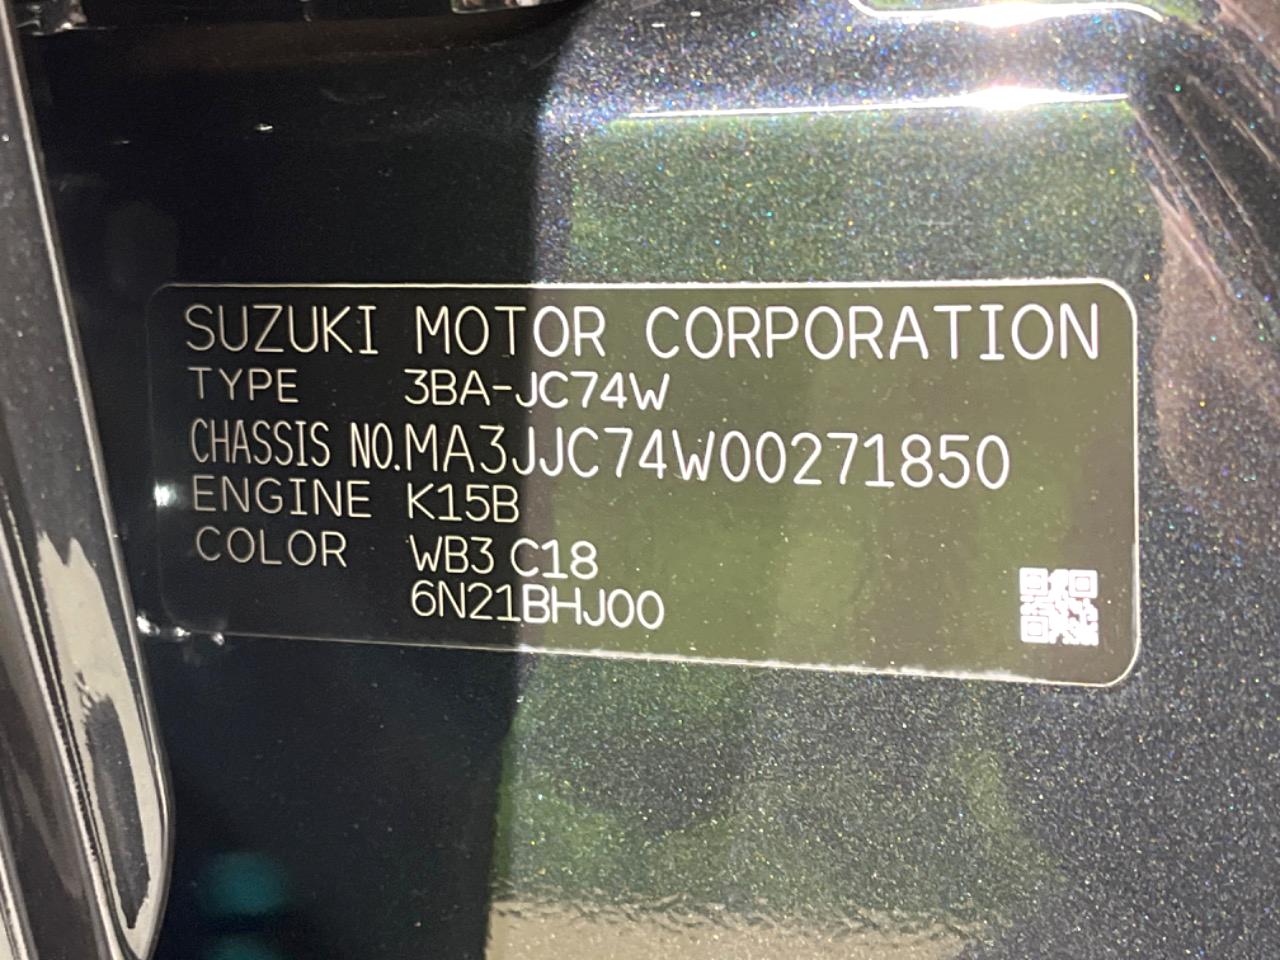 SUZUKI MOTOR CORPORATION
TYPE 3BA-JC74W
CHASSIS NO.MA3JJC74W00271850
ENGINE K15B
COLOR WB3 C18
6N21BHJ00